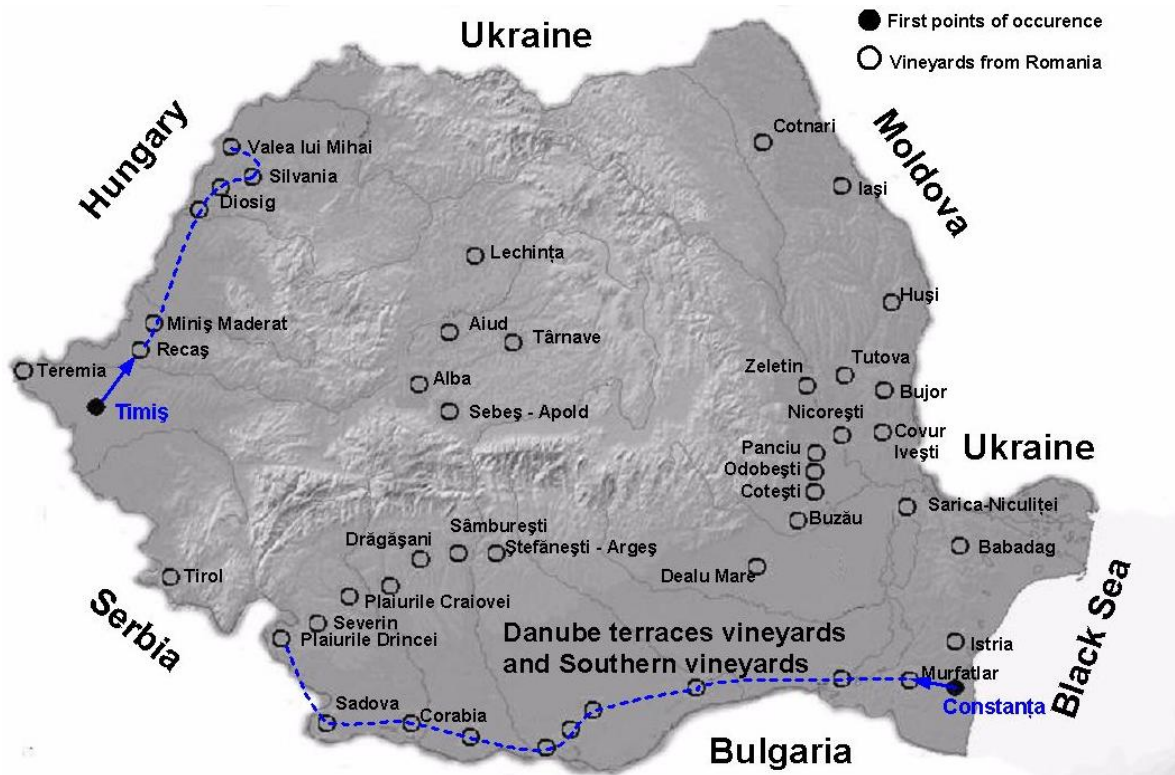 Ukraine
First points of occurence
Vineyards from Romania
Hungary
Moldova
Cotnari
Valea lui Mihai
Silvania
Iaşi
Diosig
Lechința
Huşi
Miniş Maderat
Aiud
Târnave
Recaş
Teremia
Zeletin
Tutova
Alba
Bujor
Timiş
Sebeş - Apold
Nicoreşti
Covur
Iveşti
Panciu
Ukraine
Odobeşti
Coteşti
Sarica-Niculiței
Buzău
Sâmbureşti
Drăgăşani
Ştefăneşti - Argeş
Babadag
Dealu Mare
Tirol
Serbia
Plaiurile Craiovei
Severin
Plaiurile Drincei
Danube terraces vineyards
and Southern vineyards
Istria
Black Sea
Murfatlar
Constanța
Sadova
Corabia
Bulgaria